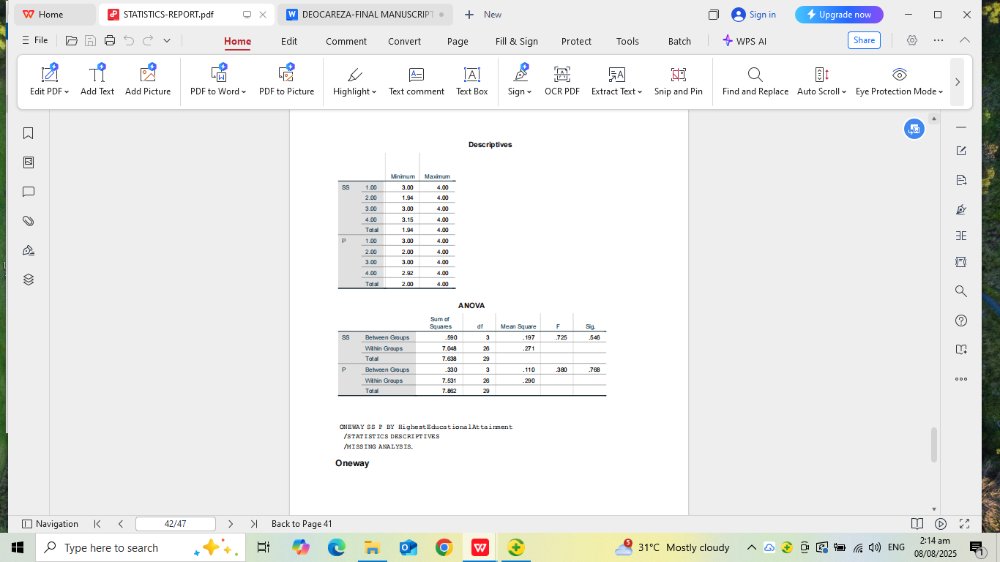 Home
STATISTICS-REPORT.pdf
DEOCAREZA-FINAL MANUSCRIPT
New
Sign in
Upgrade now
File
Home Edit Comment Convert Page Fill & Sign Protect Tools Batch WPS AI
Share
Edit PDF Add Text Add Picture PDF to Word PDF to Picture Highlight Text comment Text Box Sign OCR PDF Extract Text Snip and Pin Find and Replace Auto Scroll Eye Protection Mode
Descriptives
Minimum Maximum
SS 1.00 3.00 4.00
2.00 1.94 4.00
3.00 3.00 4.00
4.00 3.15 4.00
Total 1.94 4.00
P 1.00 3.00 4.00
2.00 2.00 4.00
3.00 3.00 4.00
4.00 2.92 4.00
Total 2.00 4.00
ANOVA
Sum of
Squares df Mean Square F Sig.
SS Between Groups .590 3 .197 .725 .546
Within Groups 7.048 26 .271
Total 7.638 29
P Between Groups .330 3 .110 .380 .768
Within Groups 7.531 26 .290
Total 7.862 29
ONEWAY SS P BY HighestEducationalAttainment
/STATISTICS DESCRIPTIVES
/MISSING ANALYSIS.
Oneway
Navigation
42/47
Back to Page 41
Type here to search
5
31°C Mostly cloudy
ENG
2:14 am
08/08/2025
1